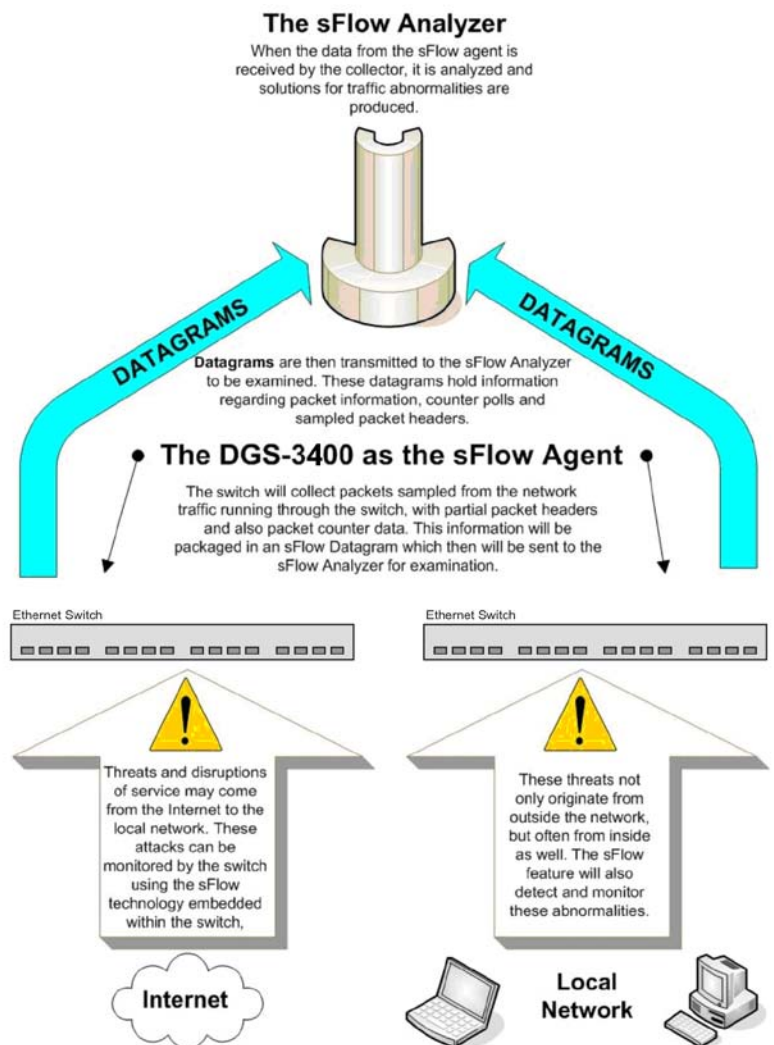 The sFlow Analyzer
When the data from the sFlow agent is
received by the collector, it is analyzed and
solutions for traffic abnormalities are
produced.
DATAGRAMS
DATAGRAMS
Datagrams are then transmitted to the sFlow Analyzer
to be examined. These datagrams hold information
regarding packet information, counter polls and
sampled packet headers.
The DGS-3400 as the sFlow Agent
The switch will collect packets sampled from the network
traffic running through the switch, with partial packet headers
and also packet counter data. This information will be
packaged in an sFlow Datagram which then will be sent to the
sFlow Analyzer for examination.
Ethernet Switch
Ethernet Switch
Threats and disruptions
of service may come
from the Internet to the
local network. These
attacks can be
monitored by the switch
using the sFlow
technology embedded
within the switch,
These threats not
only originate from
outside the network,
but often from inside
as well. The sFlow
feature will also
detect and monitor
these abnormalities.
Internet
Local
Network